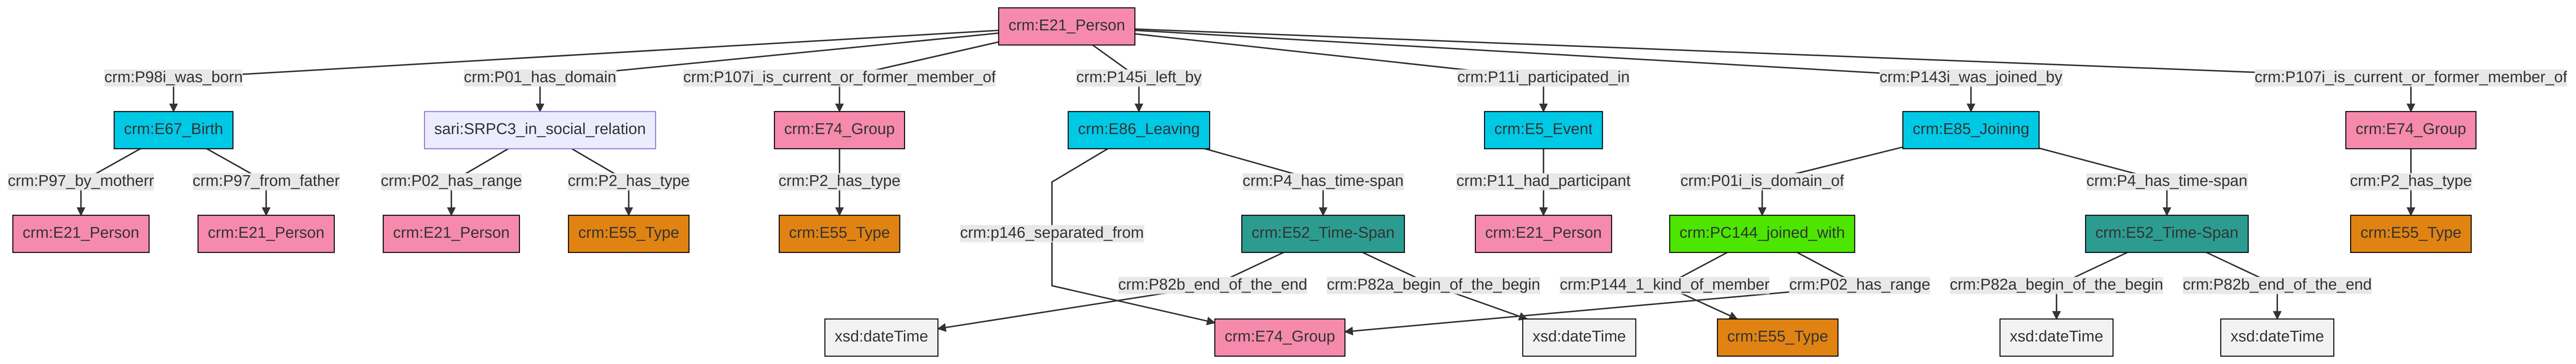 crm:E21_Person
crm:P98i_was_born
crm:P01_has_domain
crm:P107i_is_current_or_former_member_of
crm:P145i_left_by
crm:P11i_participated_in
crm:P143i_was_joined_by
crm:P107i_is_current_or_former_member_of
crm:E67_Birth
sari:SRPC3_in_social_relation
crm:E74_Group
crm:E86_Leaving
crm:E5_Event
crm:E85_Joining
crm:E74_Group
crm:P97_by_motherr
crm:P97_from_father
crm:P02_has_range
crm:P2_has_type
crm:P2_has_type
crm:P4_has_time-span
crm:P11_had_participant
crm:P01i_is_domain_of
crm:P4_has_time-span
crm:P2_has_type
crm:E21_Person
crm:E21_Person
crm:E21_Person
crm:E55_Type
crm:E55_Type
crm:p146_separated_from
crm:E52_Time-Span
crm:E21_Person
crm:PC144_joined_with
crm:E52_Time-Span
crm:E55_Type
crm:P82b_end_of_the_end
crm:P82a_begin_of_the_begin
crm:P144_1_kind_of_member
crm:P02_has_range
crm:P82a_begin_of_the_begin
crm:P82b_end_of_the_end
xsd:dateTime
crm:E74_Group
xsd:dateTime
crm:E55_Type
xsd:dateTime
xsd:dateTime